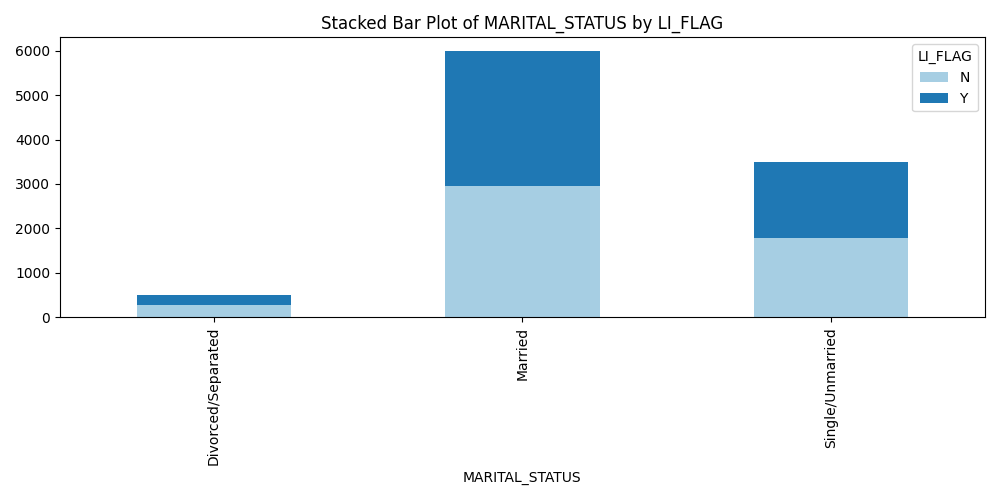 Stacked Bar Plot of MARITAL_STATUS by LI_FLAG
LI_FLAG
N
Y
6000
5000
4000
3000
2000
1000
0
Divorced/Separated
Married
Single/Unmarried
MARITAL_STATUS